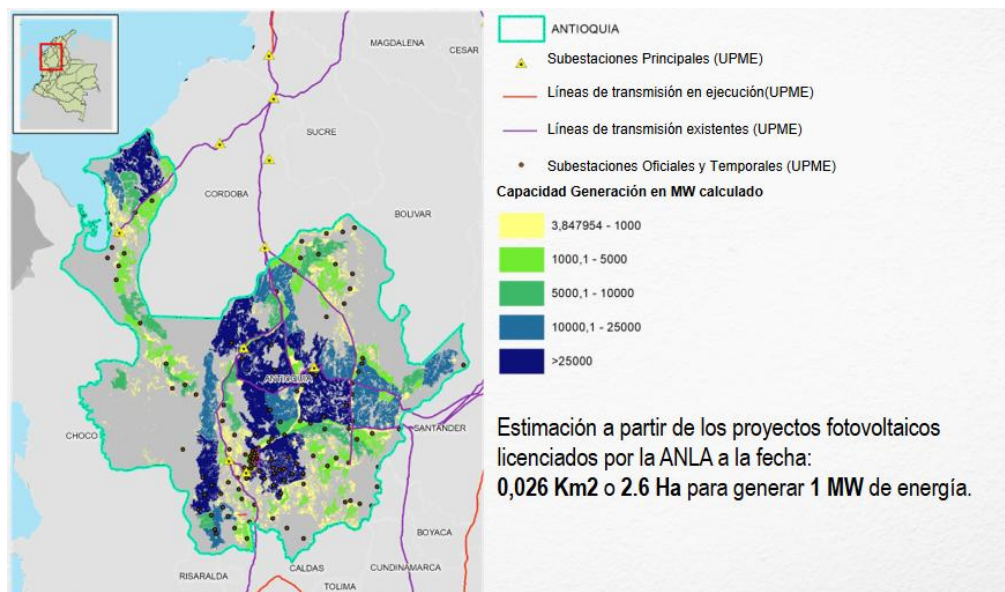 MAGDALENA
CESAR
SUCRE
CORDOBA
BOLIVAR
ANTIOQUIA
CHOCO
SANTANDER
BOYACA
RISARALDA
CALDAS
CUNDINAMARCA
TOLIMA
ANTIOQUIA
Subestaciones Principales (UPME)
Líneas de transmisión en ejecución(UPME)
Líneas de transmisión existentes (UPME)
Subestaciones Oficiales y Temporales (UPME)
Capacidad Generación en MW calculado
3,847954 - 1000
1000,1 - 5000
5000,1 - 10000
10000,1 - 25000
>25000
Estimación a partir de los proyectos fotovoltaicos
licenciados por la ANLA a la fecha:
0,026 Km2 o 2.6 Ha para generar 1 MW de energía.